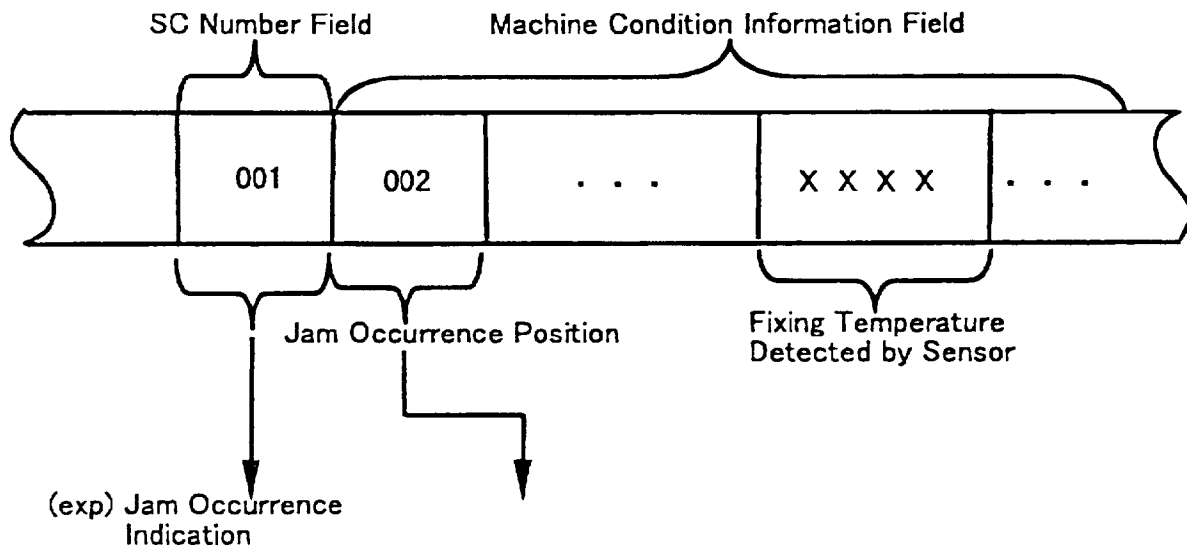 SC Number Field
Machine Condition Information Field
001
002
. . .
X X X X
. . .
Jam Occurrence Position
Fixing Temperature
Detected by Sensor
(exp) Jam Occurrence
Indication